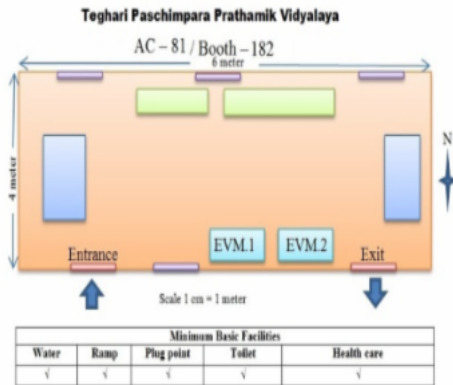 Teghari Paschimpara Prathamik Vidyalaya
AC – 81 / Booth – 182
6 meter
4 meter
N
EVM.1 EVM.2
Entrance Exit
Scale 1 cm = 1 meter
Minimum Basic Facilities
Water Ramp Plug point Toilet Health care
√ √ √ √ √